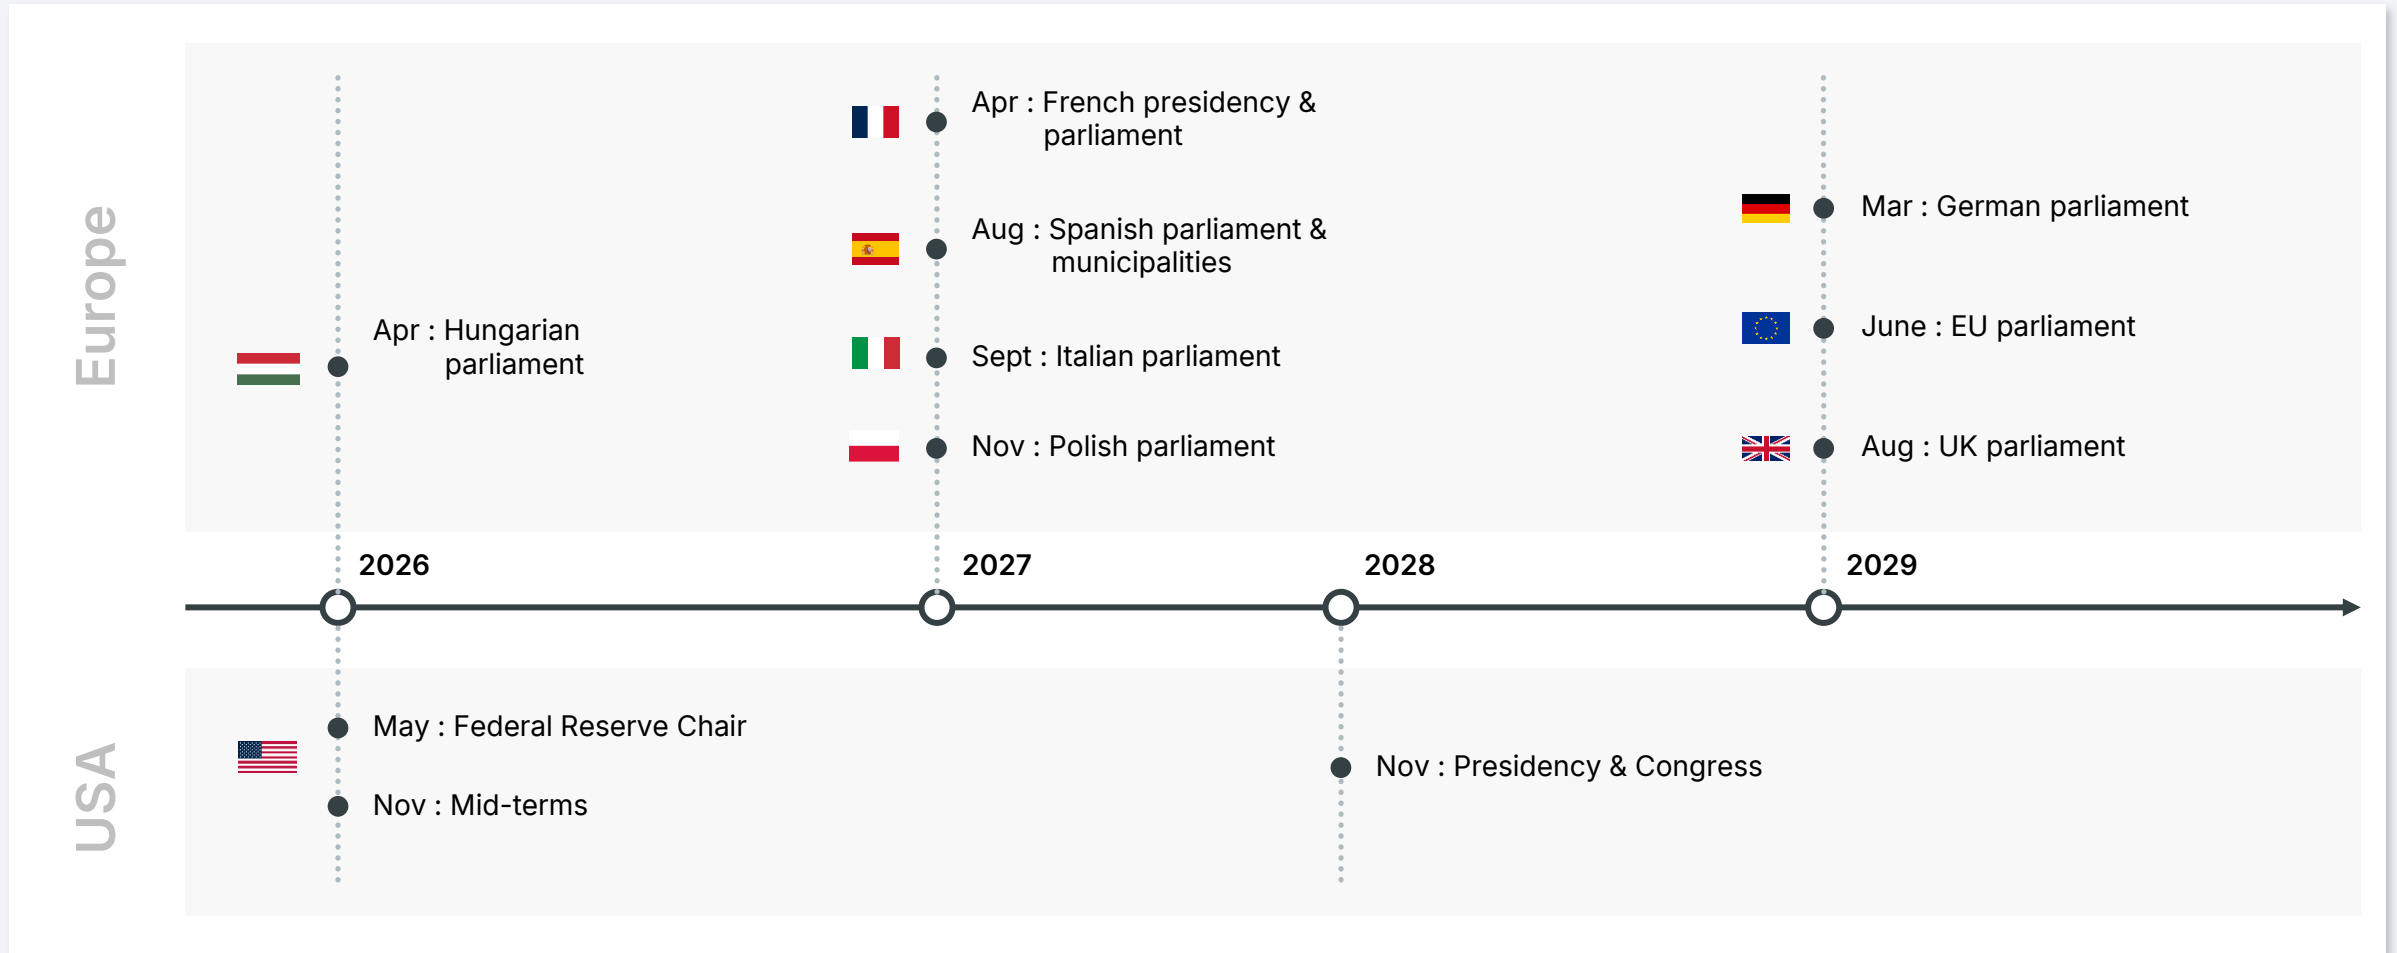 Europe
Apr : French presidency &
parliament
Aug : Spanish parliament &
municipalities
Mar : German parliament
Apr : Hungarian
parliament
Sept : Italian parliament
June : EU parliament
Nov : Polish parliament
Aug : UK parliament
2026
2027
2028
2029
USA
May : Federal Reserve Chair
Nov : Mid-terms
Nov : Presidency & Congress